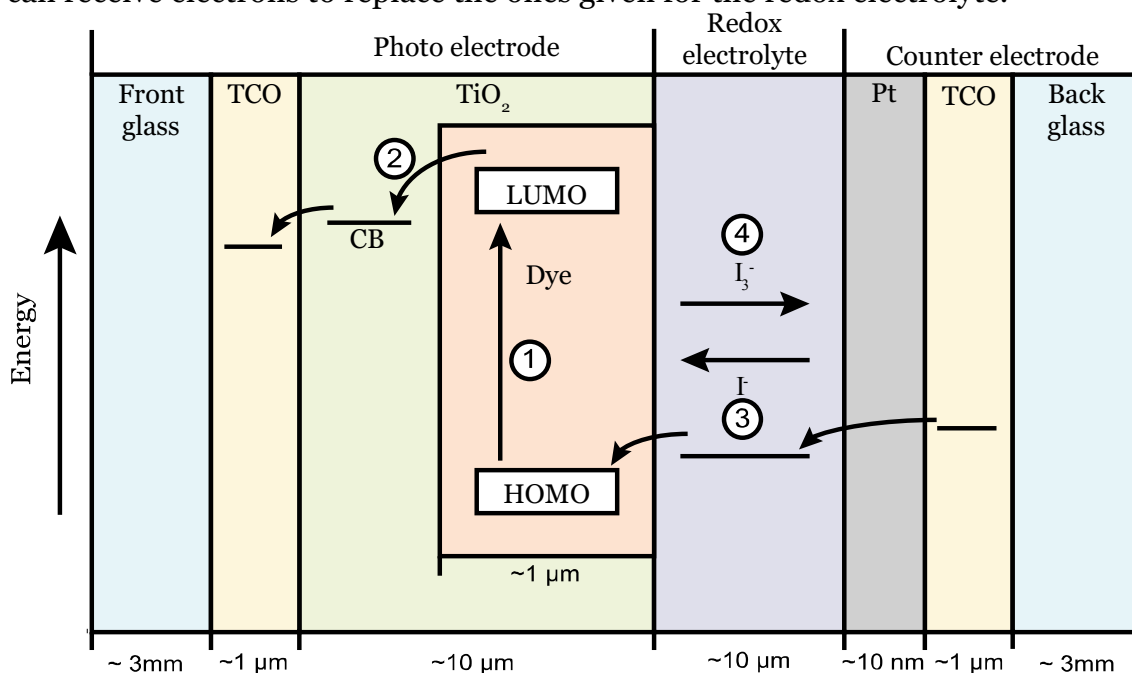 can receive electrons to replace the ones given for the redox electrolyte.
Photo electrode
Redox
electrolyte
Counter electrode
Front
glass
TCO
TiO₂
Pt
TCO
Back
glass
2
LUMO
CB
4
I₃⁻
Dye
Energy
1
I⁻
3
HOMO
~1 μm
~ 3mm
~1 μm
~10 μm
~10 μm
~10 nm
~1 μm
~ 3mm